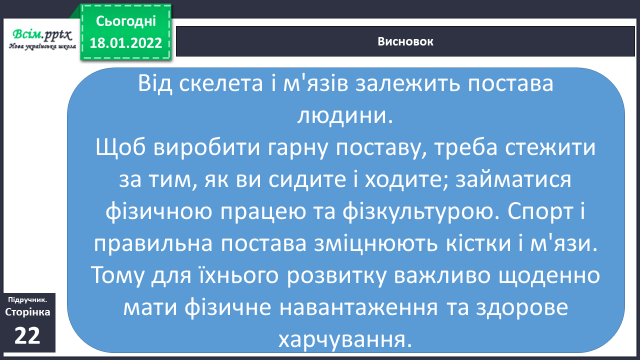 Всім.pptx
Нова українська школа
Сьогодні
18.01.2022
Висновок
Від скелета і м'язів залежить постава
людини.
Щоб виробити гарну поставу, треба стежити
за тим, як ви сидите і ходите; займатися
фізичною працею та фізкультурою. Спорт і
правильна постава зміцнюють кістки і м'язи.
Тому для їхнього розвитку важливо щоденно
мати фізичне навантаження та здорове
харчування.
Підручник.
Сторінка
22